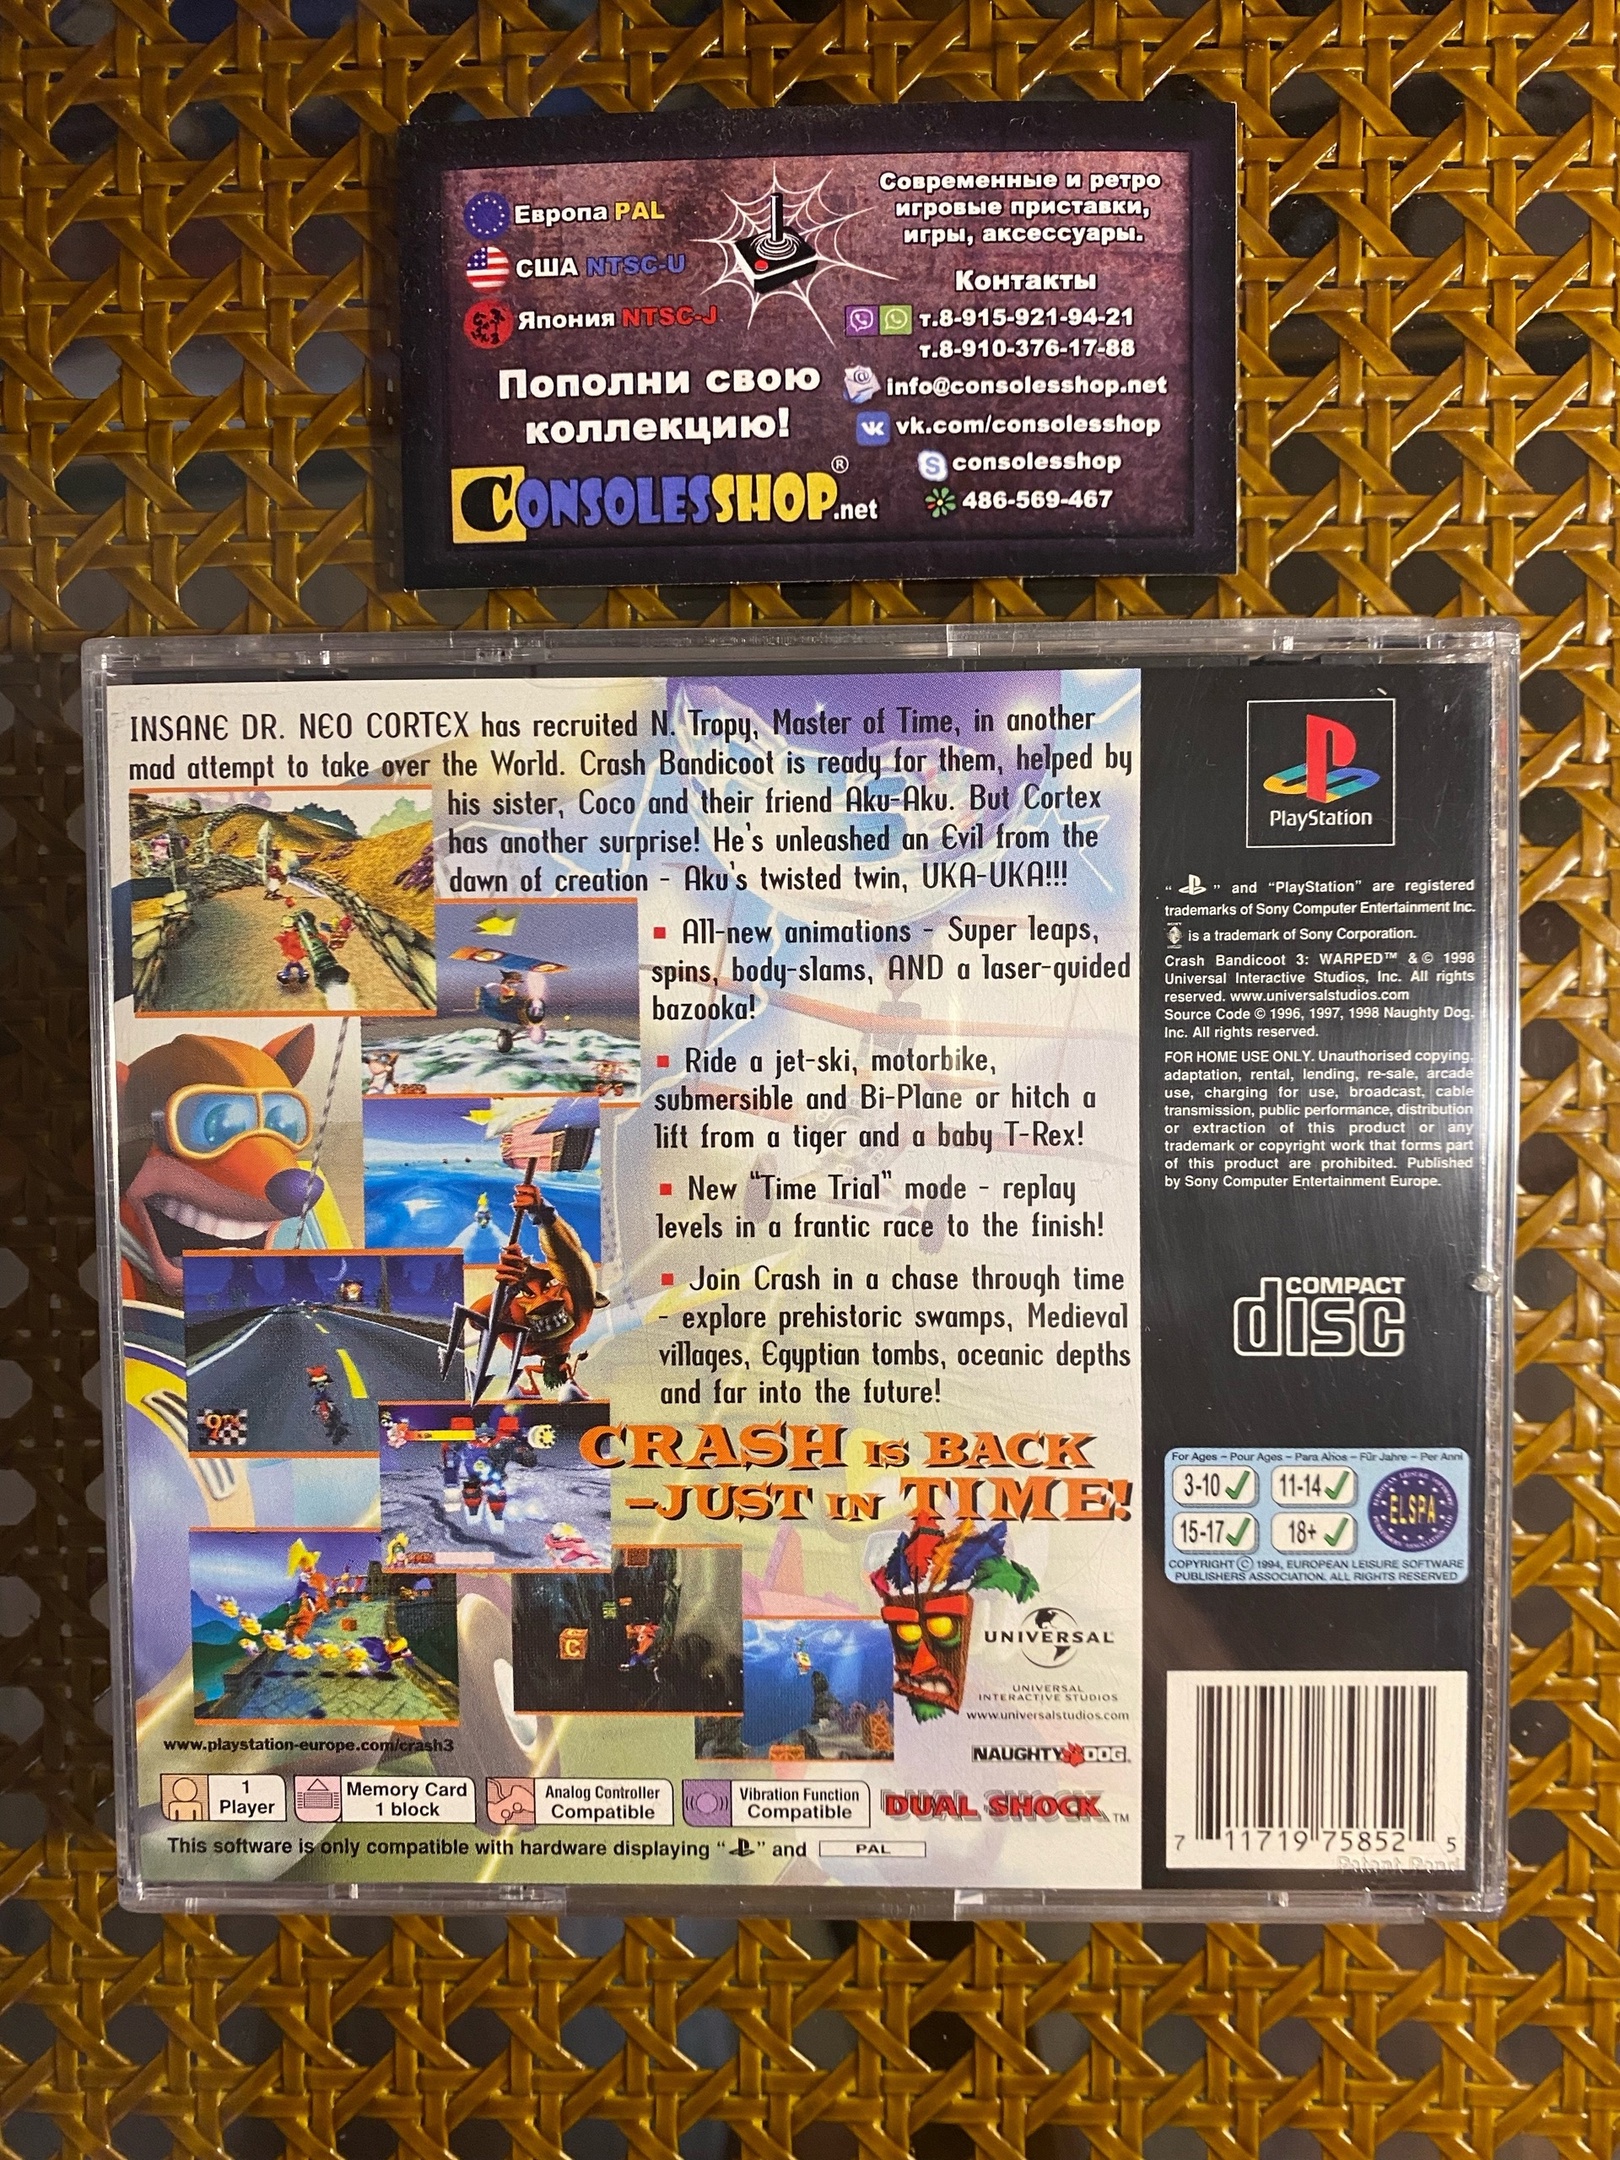 Европа PAL
США NTSC-U
Япония NTSC-J
Пополни свою
коллекцию!
CONSOLESSHOP.net
®
Современные и ретро
игровые приставки,
игры, аксессуары.
Контакты
т.8-915-921-94-21
т.8-910-376-17-88
info@consolesshop.net
vk.com/consolesshop
consolesshop
486-569-467
INSANE DR. NEO CORTEX has recruited N. Tropy, Master of Time, in another
mad attempt to take over the World. Crash Bandicoot is ready for them, helped by
his sister, Coco and their friend Aku-Aku. But Cortex
has another surprise! He's unleashed an Evil from the
dawn of creation - Aku's twisted twin, UKA-UKA!!!
All-new animations - Super leaps,
spins, body-slams, AND a laser-guided
bazooka!
Ride a jet-ski, motorbike,
submersible and Bi-Plane or hitch a
lift from a tiger and a baby T-Rex!
New "Time Trial" mode - replay
levels in a frantic race to the finish!
Join Crash in a chase through time
- explore prehistoric swamps, Medieval
villages, Egyptian tombs, oceanic depths
and far into the future!
CRASH IS BACK
-JUST IN TIME!
UNIVERSAL
UNIVERSAL
INTERACTIVE STUDIOS
www.universalstudios.com
NAUGHTY DOG
www.playstation-europe.com/crash3
1
Player
Memory Card
1 block
Analog Controller
Compatible
Vibration Function
Compatible
DUAL SHOCK™
This software is only compatible with hardware displaying " " and PAL
PlayStation
" " and "PlayStation" are registered
trademarks of Sony Computer Entertainment Inc.
is a trademark of Sony Corporation.
Crash Bandicoot 3: WARPED™ & © 1998
Universal Interactive Studios, Inc. All rights
reserved. www.universalstudios.com
Source Code © 1996, 1997, 1998 Naughty Dog,
Inc. All rights reserved.
FOR HOME USE ONLY. Unauthorised copying,
adaptation, rental, lending, re-sale, arcade
use, charging for use, broadcast, cable
transmission, public performance, distribution
or extraction of this product or any
trademark or copyright work that forms part
of this product are prohibited. Published
by Sony Computer Entertainment Europe.
COMPACT
disc
For Ages - Pour Ages - Para Años - Für Jahre - Per Anni
3-10 11-14
15-17 18+
ELSPA
COPYRIGHT © 1994, EUROPEAN LEISURE SOFTWARE
PUBLISHERS ASSOCIATION. ALL RIGHTS RESERVED
7 11719 75852 5